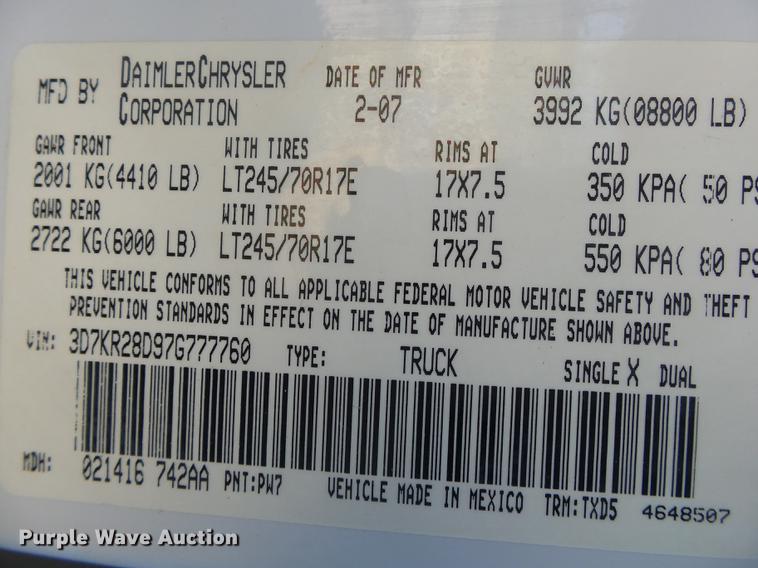 MFD BY DAIMLERCHRYSLER CORPORATION DATE OF MFR 2-07 GVWR 3992 KG(08800 LB)
GAWR FRONT WITH TIRES RIMS AT COLD
2001 KG(4410 LB) LT245/70R17E 17X7.5 350 KPA( 50 PS
GAWR REAR WITH TIRES RIMS AT COLD
2722 KG(6000 LB) LT245/70R17E 17X7.5 550 KPA( 80 PS
THIS VEHICLE CONFORMS TO ALL APPLICABLE FEDERAL MOTOR VEHICLE SAFETY AND THEFT
PREVENTION STANDARDS IN EFFECT ON THE DATE OF MANUFACTURE SHOWN ABOVE.
VIN: 3D7KR28D97G777760 TYPE: TRUCK SINGLE X DUAL
MDH: 021416 742AA PNT:PW7 VEHICLE MADE IN MEXICO TRM:TXD5 4648507
Purple Wave Auction